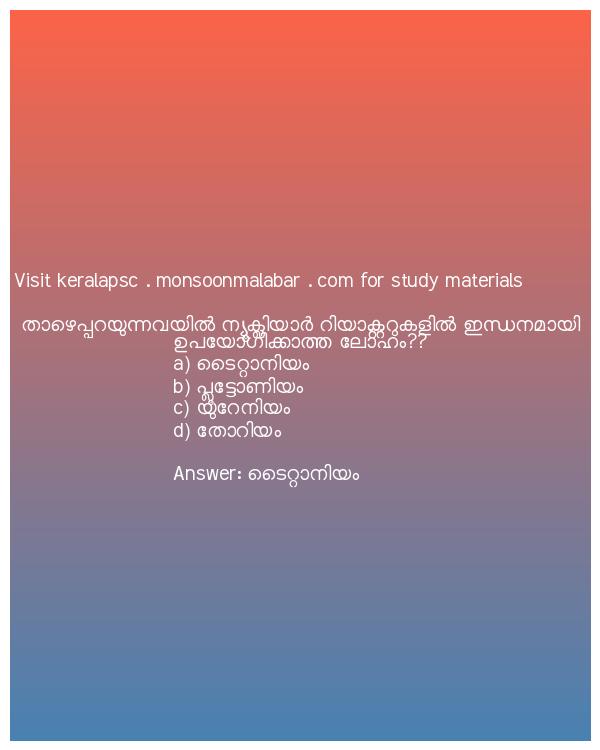 Visit keralapsc . monsoonmalabar . com for study materials
താഴെപ്പറയുന്നവയിൽ ന്യൂക്ലിയാർ റിയാക്ടറുകളിൽ ഇന്ധനമായി
ഉപയോഗിക്കാത്ത ലോഹം??
a) ടൈറ്റാനിയം
b) പ്ലൂട്ടോണിയം
c) യുറേനിയം
d) തോറിയം
Answer: ടൈറ്റാനിയം